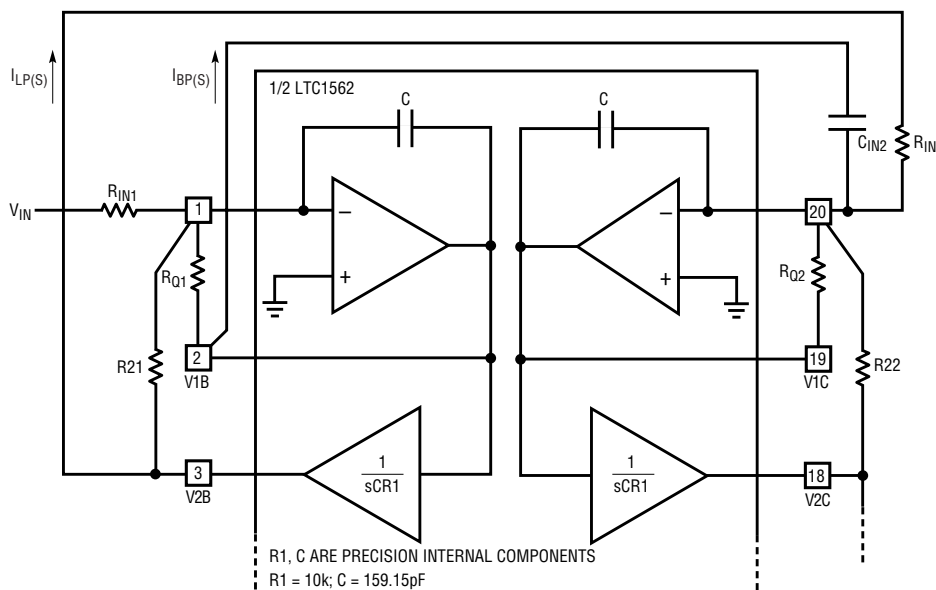 I_LP(S)
I_BP(S)
1/2 LTC1562
C
C
C_IN2
R_IN
V_IN
R_IN1
1
–
+
–
+
20
R_Q1
R_Q2
R21
2
V1B
19
V1C
R22
1
sCR1
1
sCR1
3
V2B
18
V2C
R1, C ARE PRECISION INTERNAL COMPONENTS
R1 = 10k; C = 159.15pF